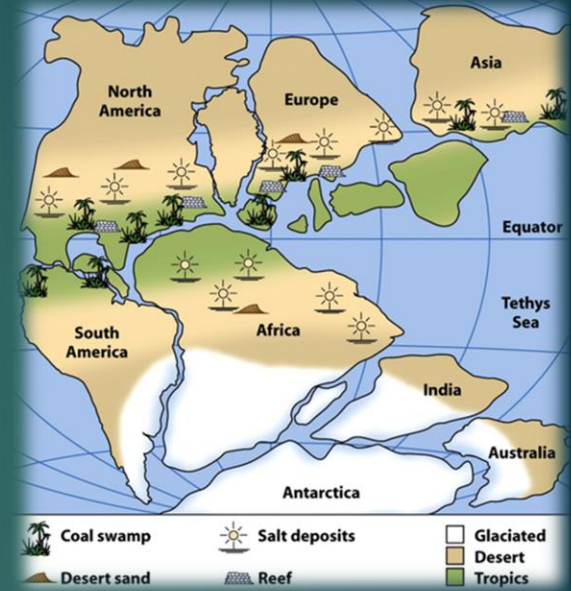 North
America
Europe
Asia
Equator
Tethys
Sea
South
America
Africa
India
Australia
Antarctica
Coal swamp
Salt deposits
Glaciated
Desert
Desert sand
Reef
Tropics